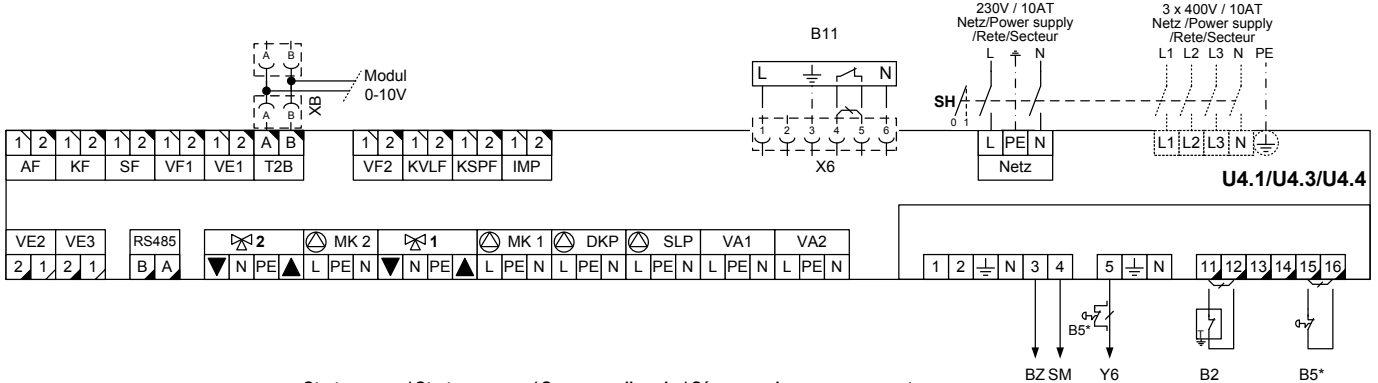 230V / 10AT
Netz/Power supply
/Rete/Secteur
L N
3 x 400V / 10AT
Netz /Power supply
/Rete/Secteur
L1 L2 L3 N PE
B11
L N
A B
Modul
0-10V
A B
XB
SH
0 1
1 2 3 4 5 6
X6
1 2 1 2 1 2 1 2 1 2 A B
AF KF SF VF1 VE1 T2B
1 2 1 2 1 2 1 2
VF2 KVLF KSPF IMP
L PE N
Netz
L1 L2 L3 N
U4.1/U4.3/U4.4
VE2 VE3 RS485 2 MK 2 1 MK 1 DKP SLP VA1 VA2
2 1 2 1 B A N PE L PE N N PE L PE N L PE N L PE N L PE N L PE N
1 2 N 3 4 5 N 11 12 13 14 15 16
B5*
T
BZ SM Y6 B2 B5*